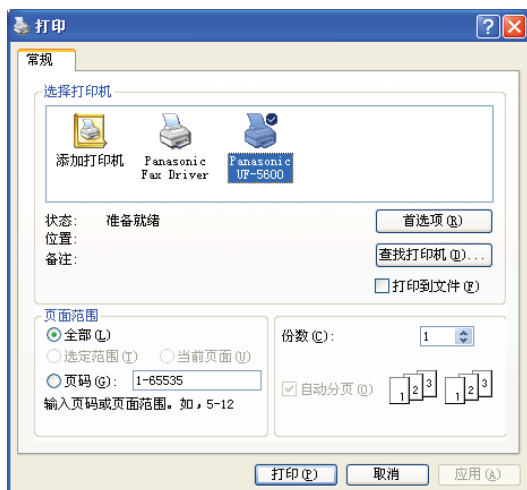 打印
常规
选择打印机
添加打印机
Panasonic
Fax Driver
Panasonic
UF-5600
状态: 准备就绪
位置:
备注:
首选项(R)
查找打印机(D)...
打印到文件(F)
页面范围
全部(L)
选定范围(T) 当前页面(U)
页码(G): 1-65535
输入页码或页面范围。如,5-12
份数(C): 1
自动分页(O)
1 2 3 1 2 3
打印(P) 取消 应用(A)